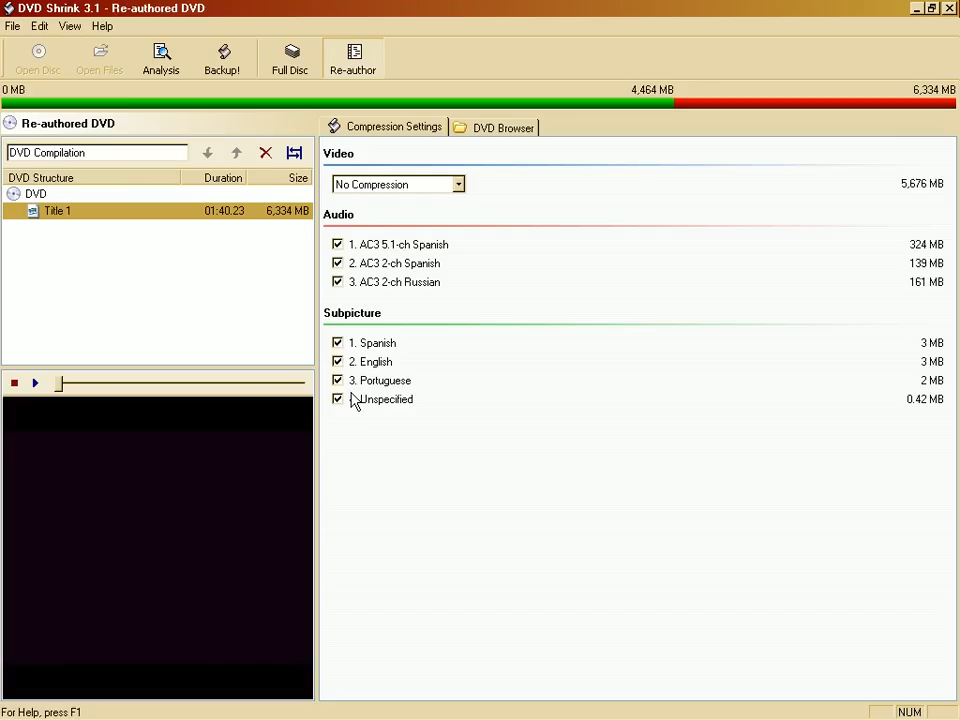 DVD Shrink 3.1 - Re-authored DVD
File Edit View Help
Open Disc Open Files Analysis Backup! Full Disc Re-author
0 MB 4,464 MB 6,334 MB
Re-authored DVD
DVD Compilation
DVD Structure Duration Size
DVD
Title 1 01:40.23 6,334 MB
Compression Settings DVD Browser
Video
No Compression 5,676 MB
Audio
1. AC3 5.1-ch Spanish 324 MB
2. AC3 2-ch Spanish 139 MB
3. AC3 2-ch Russian 161 MB
Subpicture
1. Spanish 3 MB
2. English 3 MB
3. Portuguese 2 MB
Unspecified 0.42 MB
For Help, press F1 NUM